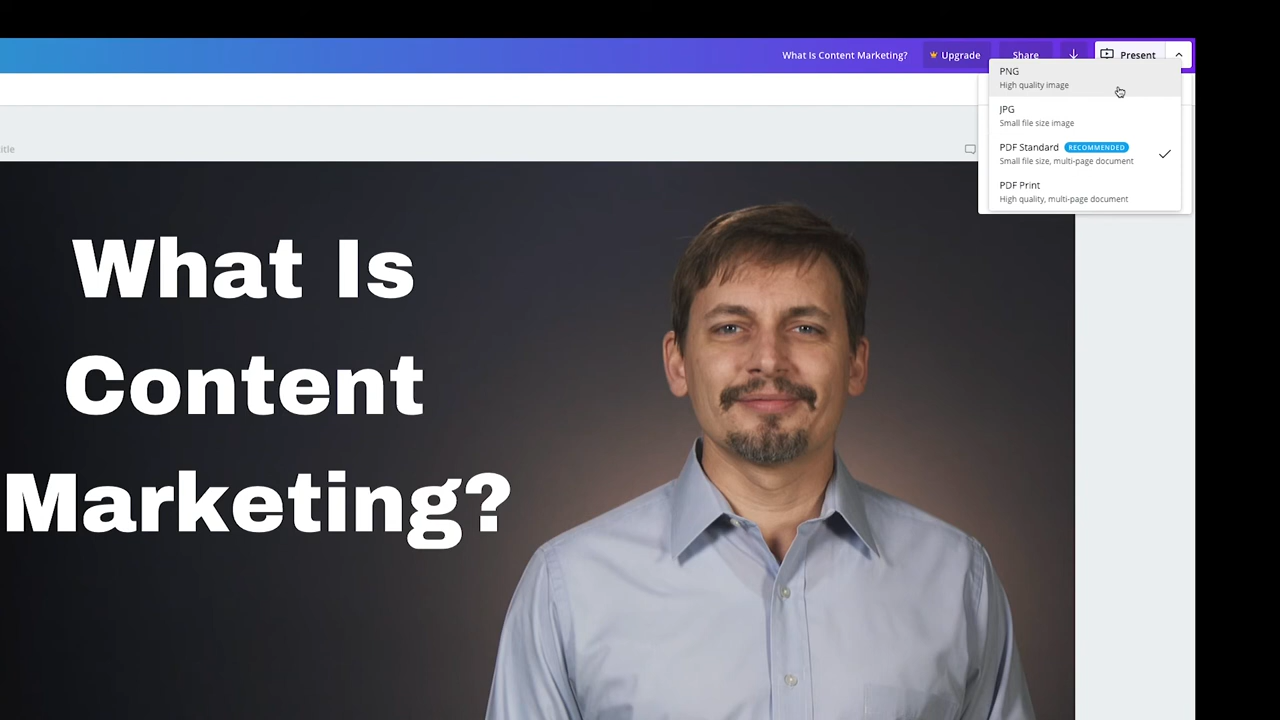 What Is Content Marketing?
Upgrade
Share
Present
PNG
High quality image
JPG
Small file size image
PDF Standard RECOMMENDED
Small file size, multi-page document
PDF Print
High quality, multi-page document
itle
What Is
Content
Marketing?